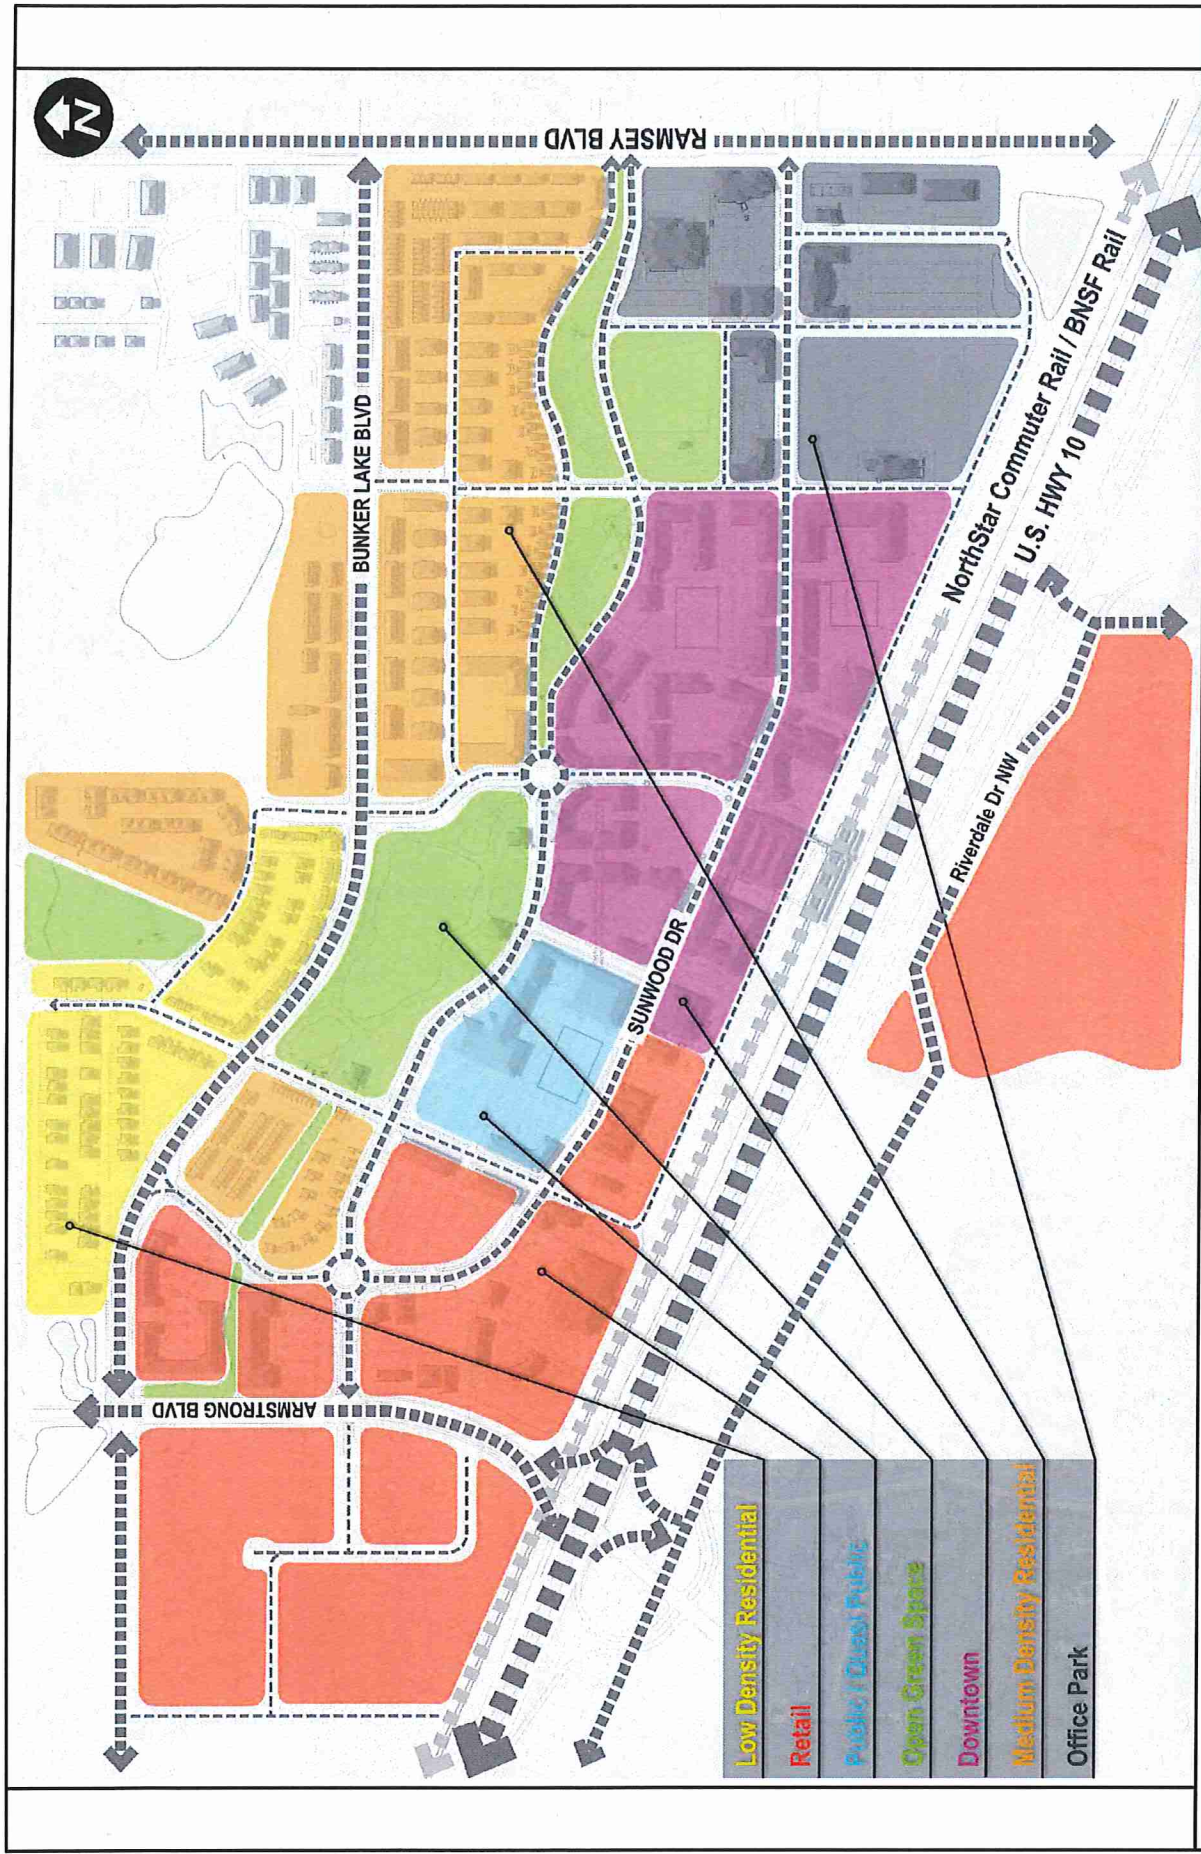 N
RAMSEY BLVD
BUNKER LAKE BLVD
NorthStar Commuter Rail / BNSF Rail
U.S. HWY 10
Riverdale Dr NW
SUNWOOD DR
ARMSTRONG BLVD
Low Density Residential
Retail
Public / Quasi Public
Open Green Space
Downtown
Medium Density Residential
Office Park